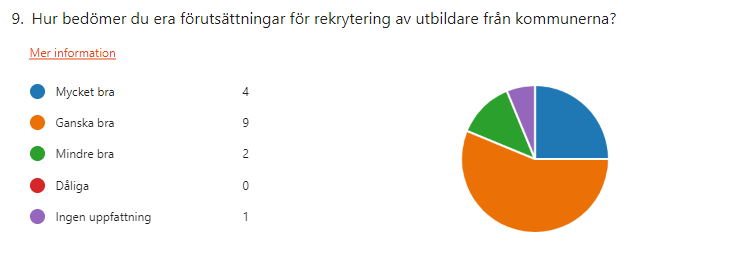 9. Hur bedömer du era förutsättningar för rekrytering av utbildare från kommunerna?
Mer information
Mycket bra 4
Ganska bra 9
Mindre bra 2
Dåliga 0
Ingen uppfattning 1